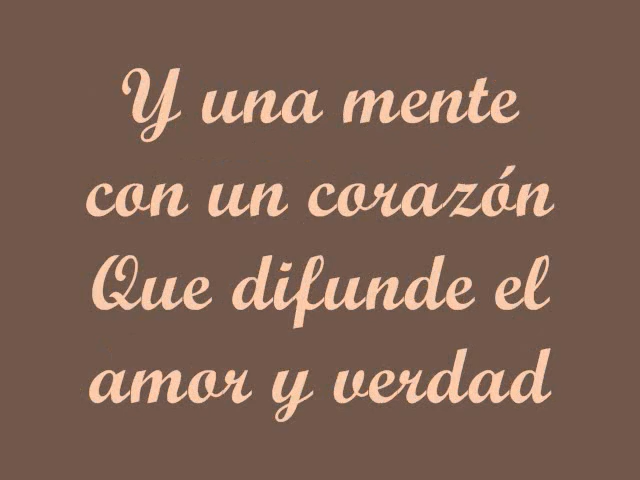 Y una mente
con un corazón
Que difunde el
amor y verdad